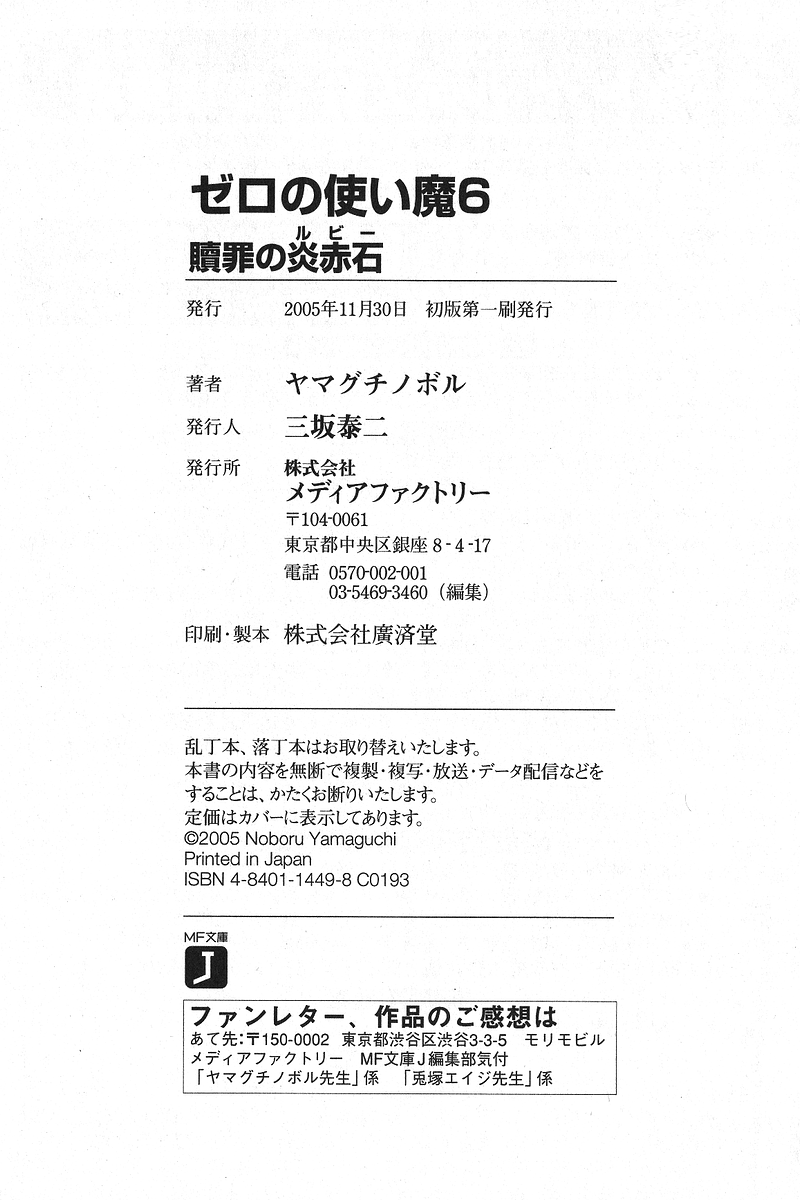 ゼロの使い魔6
ルビー
贖罪の炎赤石
発行　2005年11月30日　初版第一刷発行
著者　ヤマグチノボル
発行人　三坂泰二
発行所　株式会社
メディアファクトリー
〒104-0061
東京都中央区銀座8-4-17
電話　0570-002-001
03-5469-3460（編集）
印刷・製本　株式会社廣済堂
乱丁本、落丁本はお取り替えいたします。
本書の内容を無断で複製・複写・放送・データ配信などを
することは、かたくお断りいたします。
定価はカバーに表示してあります。
©2005 Noboru Yamaguchi
Printed in Japan
ISBN 4-8401-1449-8 C0193
MF文庫
J
ファンレター、作品のご感想は
あて先：〒150-0002　東京都渋谷区渋谷3-3-5　モリモビル
メディアファクトリー　MF文庫J編集部気付
「ヤマグチノボル先生」係　「兎塚エイジ先生」係